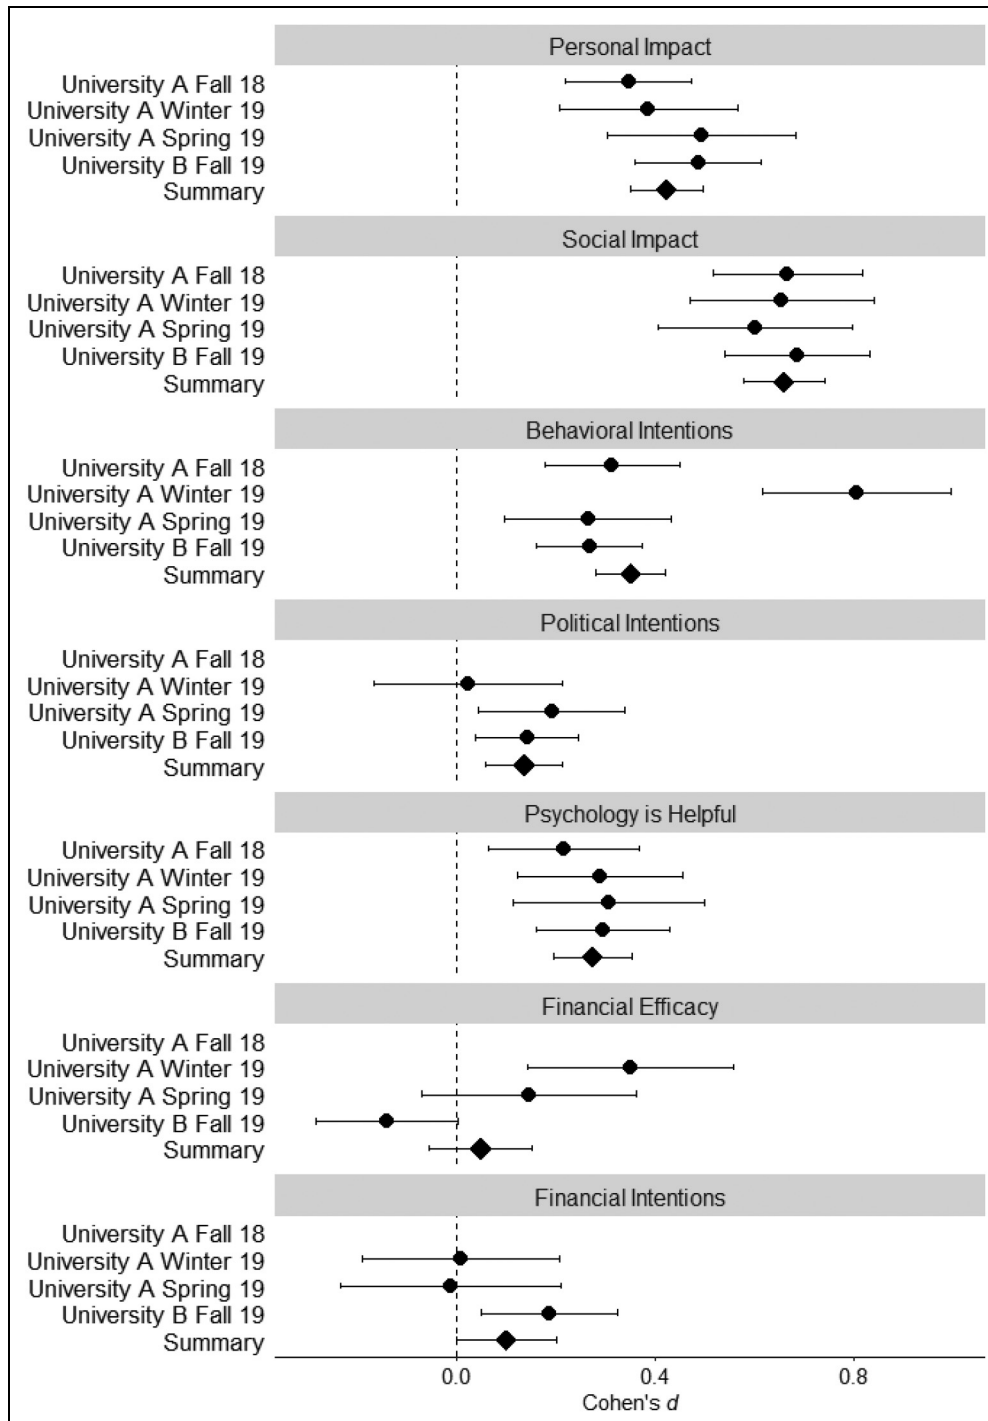 Personal Impact
University A Fall 18
University A Winter 19
University A Spring 19
University B Fall 19
Summary
Social Impact
University A Fall 18
University A Winter 19
University A Spring 19
University B Fall 19
Summary
Behavioral Intentions
University A Fall 18
University A Winter 19
University A Spring 19
University B Fall 19
Summary
Political Intentions
University A Fall 18
University A Winter 19
University A Spring 19
University B Fall 19
Summary
Psychology is Helpful
University A Fall 18
University A Winter 19
University A Spring 19
University B Fall 19
Summary
Financial Efficacy
University A Fall 18
University A Winter 19
University A Spring 19
University B Fall 19
Summary
Financial Intentions
University A Fall 18
University A Winter 19
University A Spring 19
University B Fall 19
Summary
0.0 0.4 0.8
Cohen's d